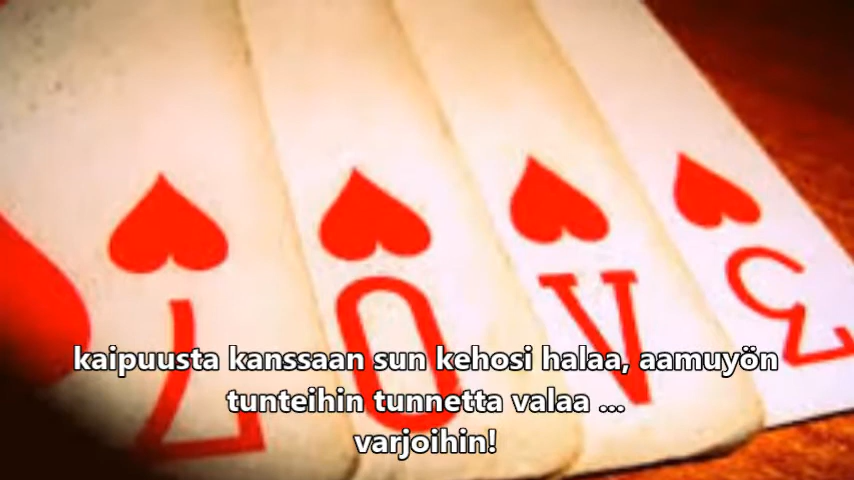 L O V E
kaipuusta kanssaan sun kehosi halaa, aamuyön
tunteihin tunnetta valaa ...
varjoihin!